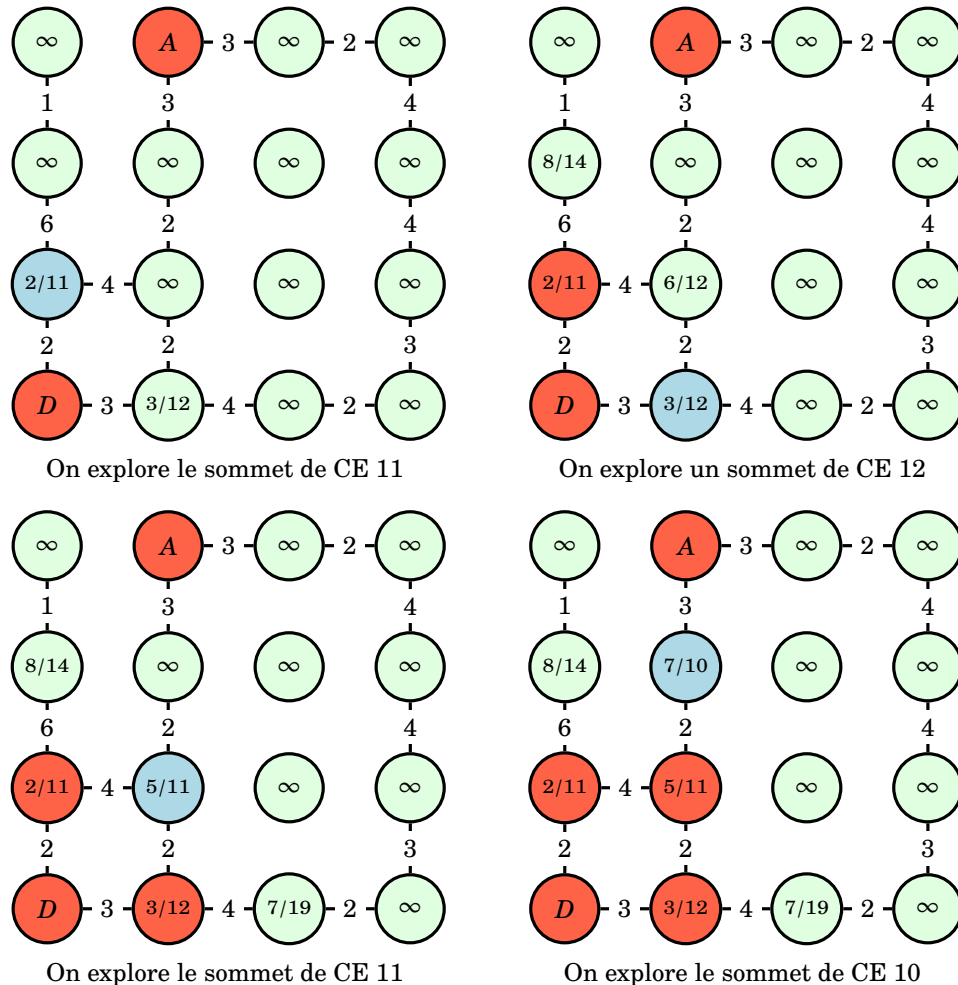 ∞ A 3 ∞ 2 ∞ ∞ A 3 ∞ 2 ∞
1 3 4 1 3 4
∞ ∞ ∞ ∞ 8/14 ∞ ∞ ∞
6 2 4 6 2 4
2/11 4 ∞ ∞ ∞ 2/11 4 6/12 ∞ ∞
2 2 3 2 2 3
D 3 3/12 4 ∞ 2 ∞ D 3 3/12 4 ∞ 2 ∞
On explore le sommet de CE 11 On explore un sommet de CE 12
∞ A 3 ∞ 2 ∞ ∞ A 3 ∞ 2 ∞
1 3 4 1 3 4
8/14 ∞ ∞ ∞ 8/14 7/10 ∞ ∞
6 2 4 6 2 4
2/11 4 5/11 ∞ ∞ 2/11 4 5/11 ∞ ∞
2 2 3 2 2 3
D 3 3/12 4 7/19 2 ∞ D 3 3/12 4 7/19 2 ∞
On explore le sommet de CE 11 On explore le sommet de CE 10